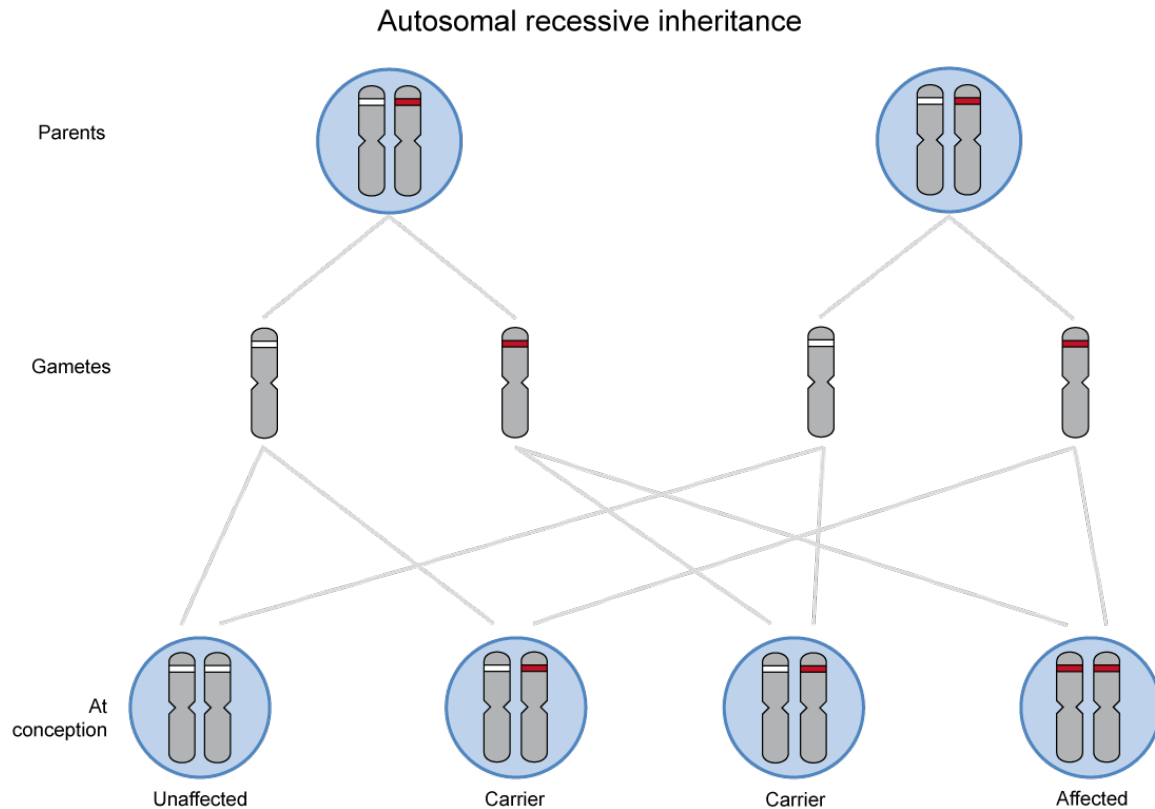 Autosomal recessive inheritance
Parents
Gametes
At
conception
Unaffected
Carrier
Carrier
Affected